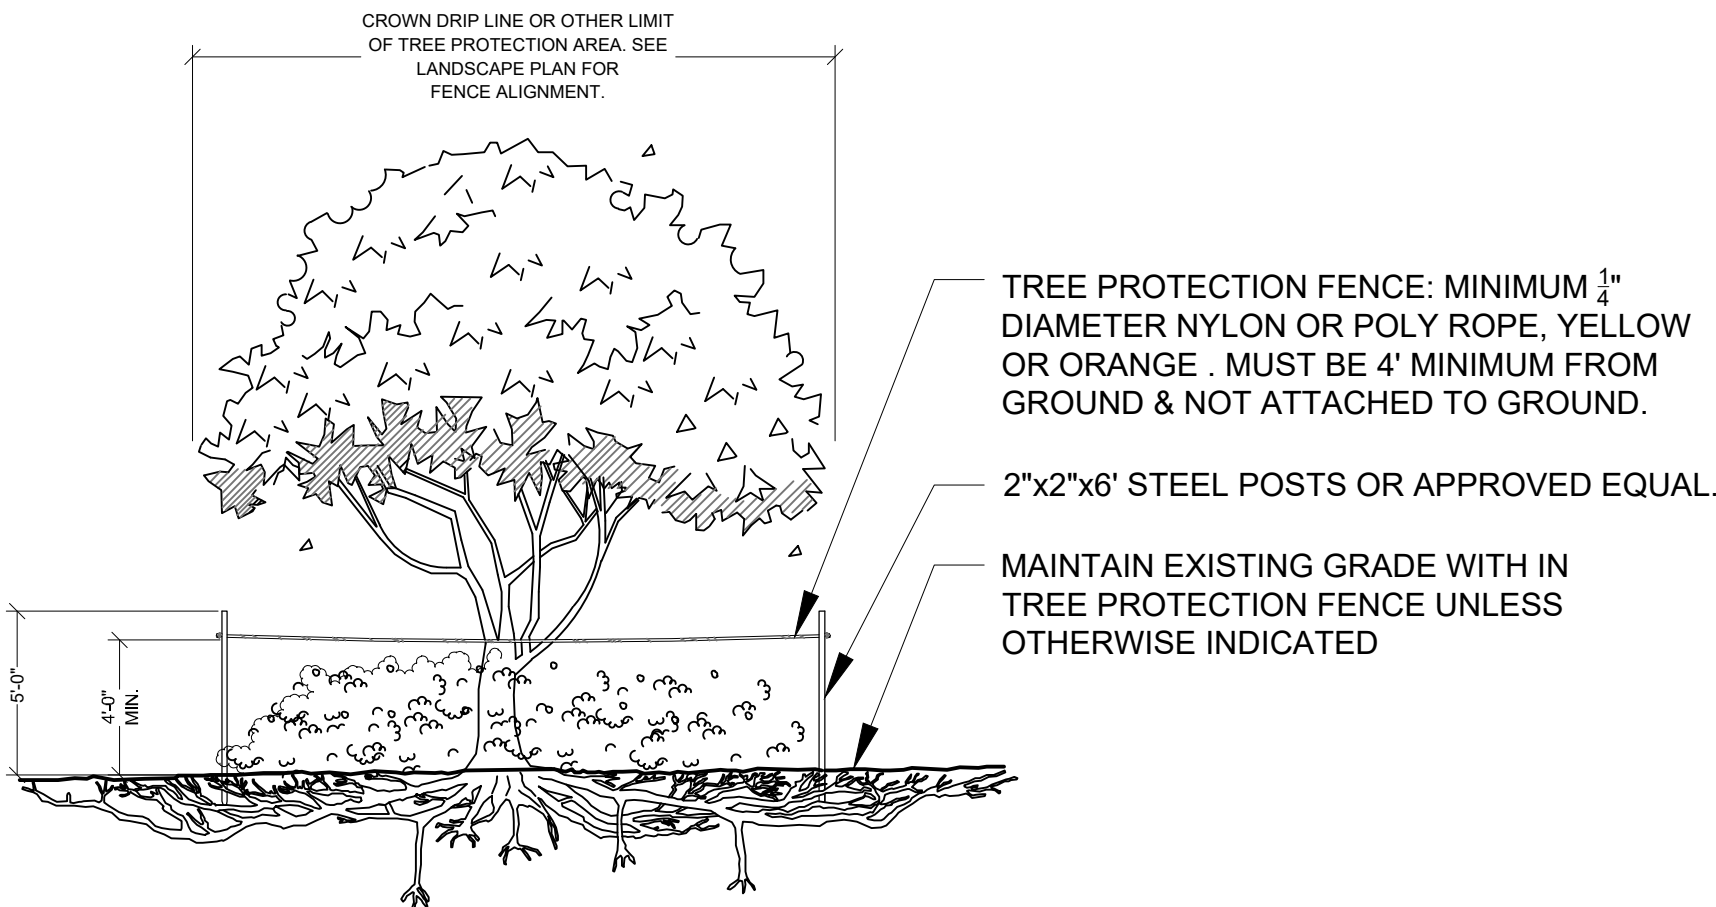 CROWN DRIP LINE OR OTHER LIMIT
OF TREE PROTECTION AREA. SEE
LANDSCAPE PLAN FOR
FENCE ALIGNMENT.
TREE PROTECTION FENCE: MINIMUM 1/4"
DIAMETER NYLON OR POLY ROPE, YELLOW
OR ORANGE . MUST BE 4' MINIMUM FROM
GROUND & NOT ATTACHED TO GROUND.
2"x2"x6' STEEL POSTS OR APPROVED EQUAL.
MAINTAIN EXISTING GRADE WITH IN
TREE PROTECTION FENCE UNLESS
OTHERWISE INDICATED
5'-0"
4'-0"
MIN.